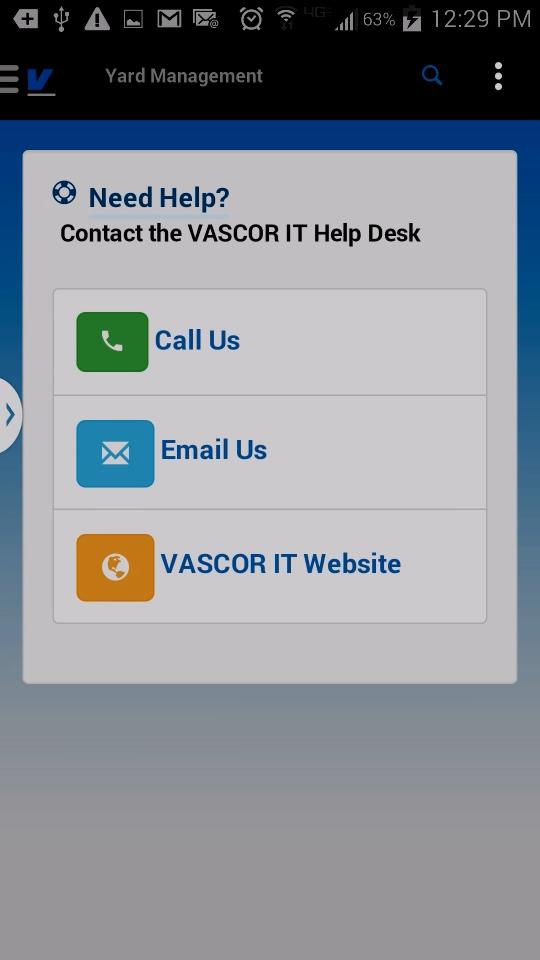 4G 63% 12:29 PM
Yard Management
Need Help?
Contact the VASCOR IT Help Desk
Call Us
Email Us
VASCOR IT Website